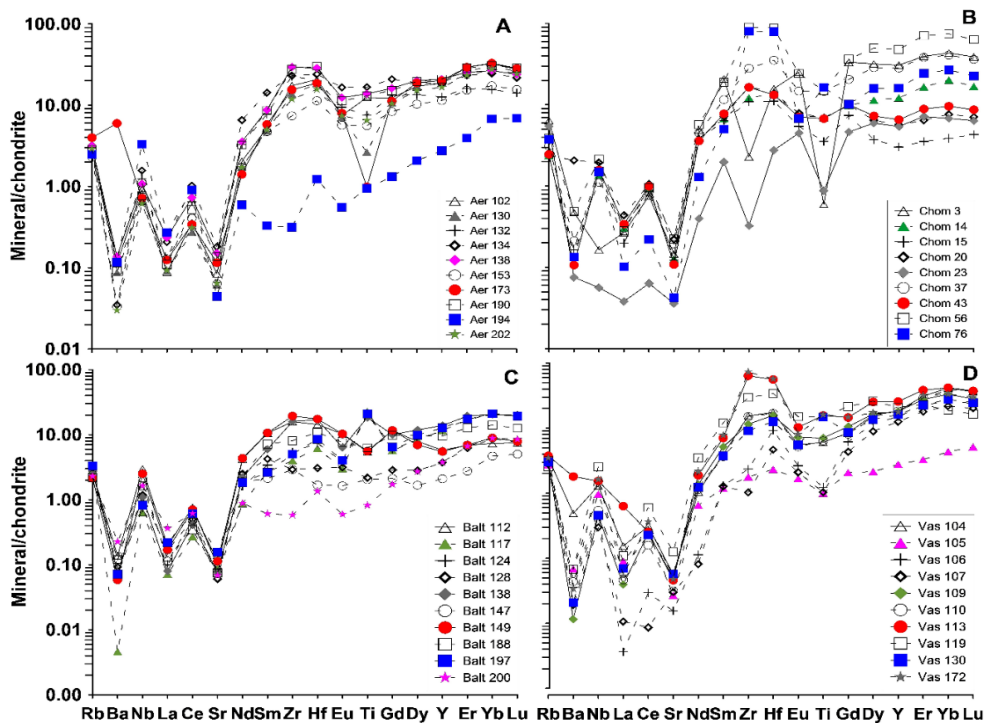 Mineral/chondrite
100.00
10.00
1.00
0.10
0.01
A
Aer 102
Aer 130
Aer 132
Aer 134
Aer 138
Aer 153
Aer 173
Aer 190
Aer 194
Aer 202
B
Chom 3
Chom 14
Chom 15
Chom 20
Chom 23
Chom 37
Chom 43
Chom 56
Chom 76
Mineral/chondrite
100.00
10.00
1.00
0.10
0.01
0.00
C
Balt 112
Balt 117
Balt 124
Balt 128
Balt 138
Balt 147
Balt 149
Balt 188
Balt 197
Balt 200
D
Vas 104
Vas 105
Vas 106
Vas 107
Vas 109
Vas 110
Vas 113
Vas 119
Vas 130
Vas 172
Rb Ba Nb La Ce Sr Nd Sm Zr Hf Eu Ti Gd Dy Y Er Yb Lu
Rb Ba Nb La Ce Sr Nd Sm Zr Hf Eu Ti Gd Dy Y Er Yb Lu